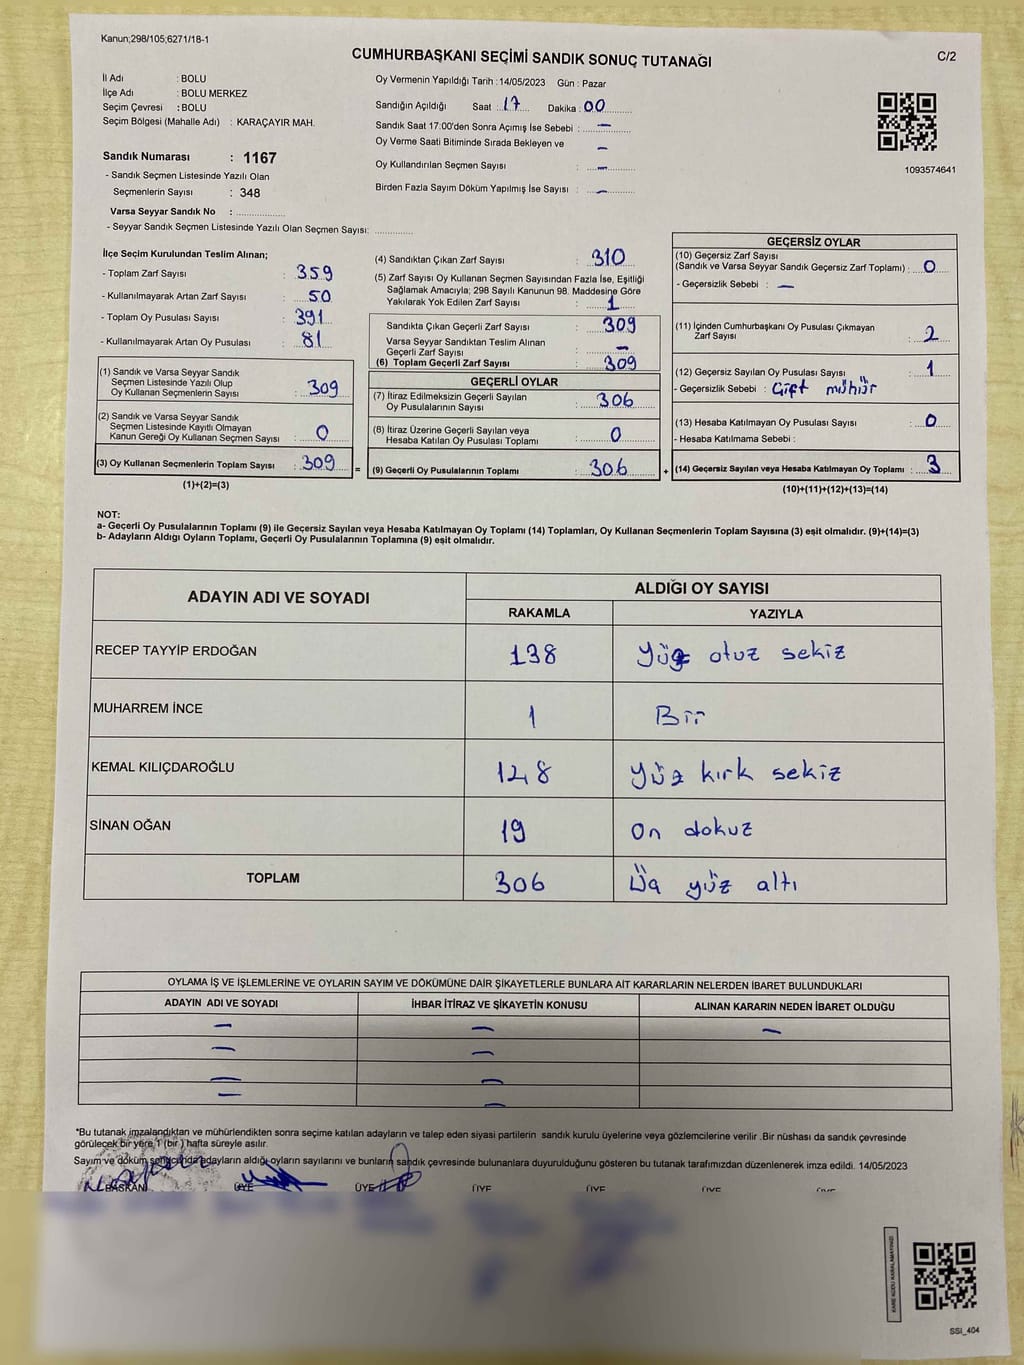 Kanun;298/105;6271/18-1
CUMHURBAŞKANI SEÇİMİ SANDIK SONUÇ TUTANAĞI
C/2
İl Adı : BOLU
İlçe Adı : BOLU MERKEZ
Seçim Çevresi : BOLU
Seçim Bölgesi (Mahalle Adı) : KARAÇAYIR MAH.
Sandık Numarası : 1167
- Sandık Seçmen Listesinde Yazılı Olan
Seçmenlerin Sayısı : 348
Varsa Seyyar Sandık No : ................
- Seyyar Sandık Seçmen Listesinde Yazılı Olan Seçmen Sayısı: ............
Oy Vermenin Yapıldığı Tarih : 14/05/2023 Gün : Pazar
Sandığın Açıldığı Saat : 17 Dakika : 00
Sandık Saat 17:00'den Sonra Açımış İse Sebebi : —
Oy Verme Saati Bitiminde Sırada Bekleyen ve —
Oy Kullandırılan Seçmen Sayısı : —
Birden Fazla Sayım Döküm Yapılmış İse Sayısı : —
1093574641
İlçe Seçim Kurulundan Teslim Alınan;
- Toplam Zarf Sayısı : 359
- Kullanılmayarak Artan Zarf Sayısı : 50
- Toplam Oy Pusulası Sayısı : 391
- Kullanılmayarak Artan Oy Pusulası : 81
(1) Sandık ve Varsa Seyyar Sandık
Seçmen Listesinde Yazılı Olup
Oy Kullanan Seçmenlerin Sayısı : 309
(2) Sandık ve Varsa Seyyar Sandık
Seçmen Listesinde Kayıtlı Olmayan
Kanun Gereği Oy Kullanan Seçmen Sayısı : 0
(3) Oy Kullanan Seçmenlerin Toplam Sayısı : 309 =
(1)+(2)=(3)
(4) Sandıktan Çıkan Zarf Sayısı : 310
(5) Zarf Sayısı Oy Kullanan Seçmen Sayısından Fazla İse, Eşitliği
Sağlamak Amacıyla; 298 Sayılı Kanunun 98. Maddesine Göre
Yakılarak Yok Edilen Zarf Sayısı : 1
Sandıkta Çıkan Geçerli Zarf Sayısı : 309
Varsa Seyyar Sandıktan Teslim Alınan
Geçerli Zarf Sayısı : —
(6) Toplam Geçerli Zarf Sayısı : 309
GEÇERLİ OYLAR
(7) İtiraz Edilmeksizin Geçerli Sayılan
Oy Pusulalarının Sayısı : 306
(8) İtiraz Üzerine Geçerli Sayılan veya
Hesaba Katılan Oy Pusulası Toplamı : 0
(9) Geçerli Oy Pusulalarının Toplamı : 306 +
GEÇERSİZ OYLAR
(10) Geçersiz Zarf Sayısı
(Sandık ve Varsa Seyyar Sandık Geçersiz Zarf Toplamı) : 0
- Geçersizlik Sebebi : —
(11) İçinden Cumhurbaşkanı Oy Pusulası Çıkmayan
Zarf Sayısı : 2
(12) Geçersiz Sayılan Oy Pusulası Sayısı : 1
- Geçersizlik Sebebi : Çift mühür
(13) Hesaba Katılmayan Oy Pusulası Sayısı : 0
- Hesaba Katılmama Sebebi :
(14) Geçersiz Sayılan veya Hesaba Katılmayan Oy Toplamı : 3
(10)+(11)+(12)+(13)=(14)
NOT:
a- Geçerli Oy Pusulalarının Toplamı (9) ile Geçersiz Sayılan veya Hesaba Katılmayan Oy Toplamı (14) Toplamları, Oy Kullanan Seçmenlerin Toplam Sayısına (3) eşit olmalıdır. (9)+(14)=(3)
b- Adayların Aldığı Oyların Toplamı, Geçerli Oy Pusulalarının Toplamına (9) eşit olmalıdır.
ADAYIN ADI VE SOYADI
ALDIĞI OY SAYISI
RAKAMLA YAZIYLA
RECEP TAYYİP ERDOĞAN 138 Yüz otuz sekiz
MUHARREM İNCE 1 Bir
KEMAL KILIÇDAROĞLU 148 Yüz kırk sekiz
SİNAN OĞAN 19 On dokuz
TOPLAM 306 Üç yüz altı
OYLAMA İŞ VE İŞLEMLERİNE VE OYLARIN SAYIM VE DÖKÜMÜNE DAİR ŞİKAYETLERLE BUNLARA AİT KARARLARIN NELERDEN İBARET BULUNDUKLARI
ADAYIN ADI VE SOYADI İHBAR İTİRAZ VE ŞİKAYETİN KONUSU ALINAN KARARIN NEDEN İBARET OLDUĞU
— — —
— —
— —
— —
*Bu tutanak imzalandıktan ve mühürlendikten sonra seçime katılan adayların ve talep eden siyasi partilerin sandık kurulu üyelerine veya gözlemcilerine verilir .Bir nüshası da sandık çevresinde
görülecek bir yere 1 (bir ) hafta süreyle asılır.
Sayım ve döküm sonucunda adayların aldığı oyların sayılarını ve bunların sandık çevresinde bulunanlara duyurulduğunu gösteren bu tutanak tarafımızdan düzenlenerek imza edildi. 14/05/2023
BAŞKAN ÜYE ÜYE ÜYE ÜYE ÜYE ÜYE
KARE KODU KARALAMAYINIZ!
SSI_404